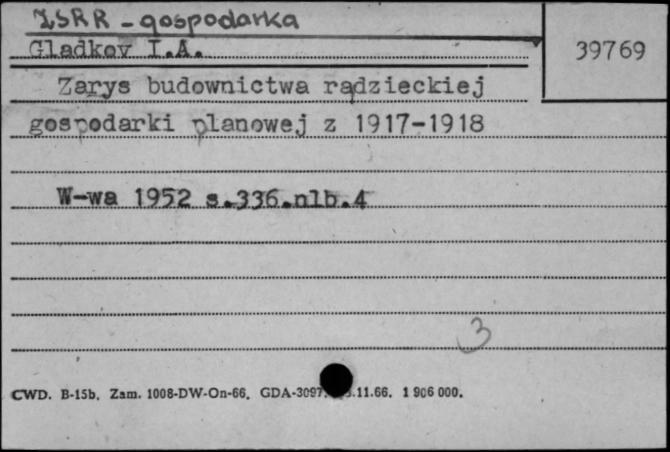 ZSRR - gospodarka
Gladkov I.A.
39769
Zarys budownictwa radzieckiej
gospodarki planowej z 1917-1918
W-wa 1952 s.336.nlb.4
3
CWD. B-15b. Zam. 1008-DW-On-66. GDA-3097. .11.66. 1 906 000.